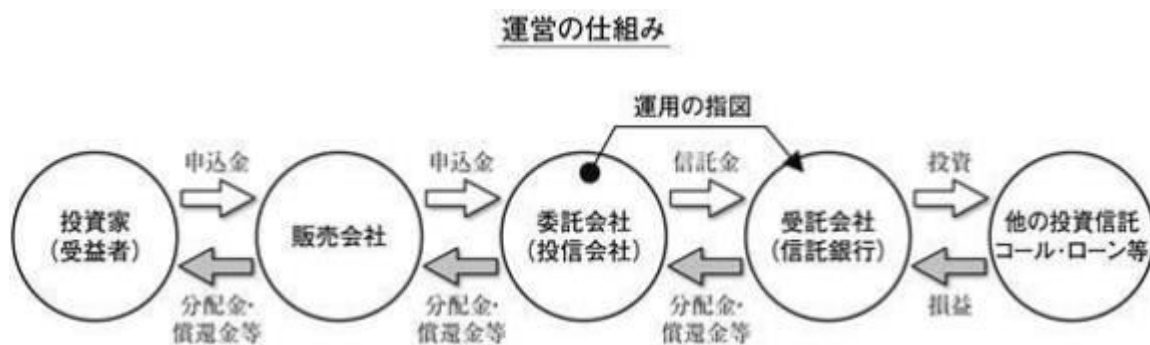 運営の仕組み
運用の指図
申込金
申込金
信託金
投資
投資家
(受益者)
販売会社
委託会社
(投信会社)
受託会社
(信託銀行)
他の投資信託
コール・ローン等
分配金・
償還金等
分配金・
償還金等
分配金・
償還金等
損益